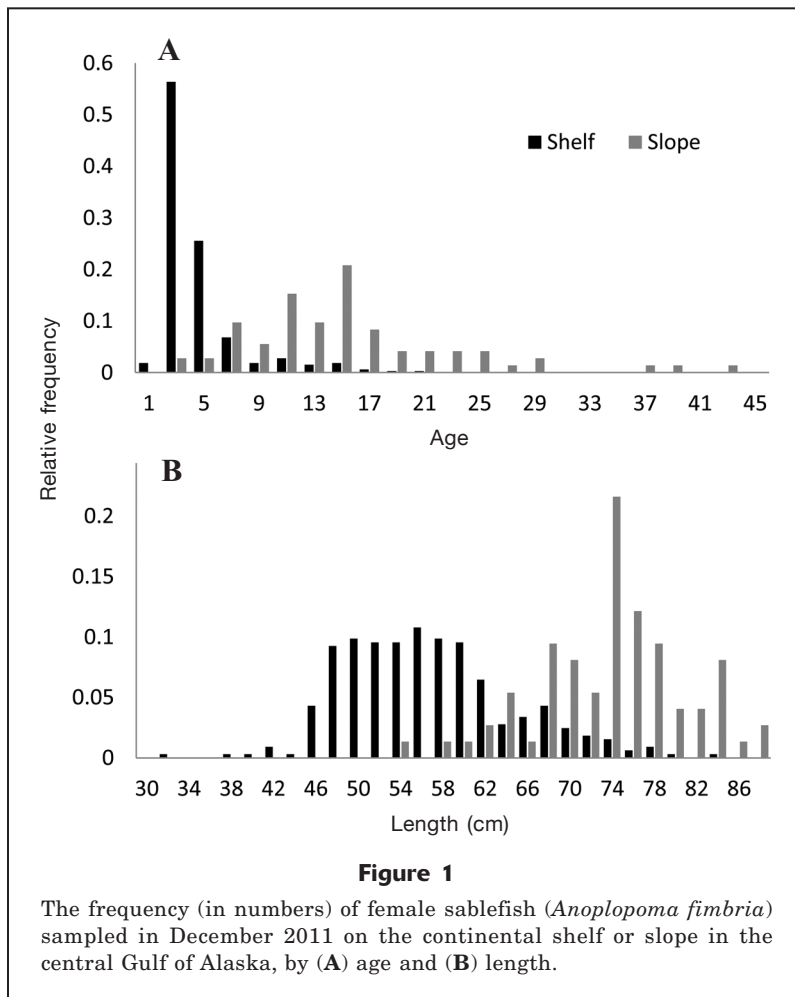 A
0.6
0.5
0.4
0.3
0.2
0.1
0
Shelf Slope
1 5 9 13 17 21 25 29 33 37 41 45
Age
Relative frequency
B
0.2
0.15
0.1
0.05
0
30 34 38 42 46 50 54 58 62 66 70 74 78 82 86
Length (cm)
Figure 1
The frequency (in numbers) of female sablefish (Anoplopoma fimbria)
sampled in December 2011 on the continental shelf or slope in the
central Gulf of Alaska, by (A) age and (B) length.